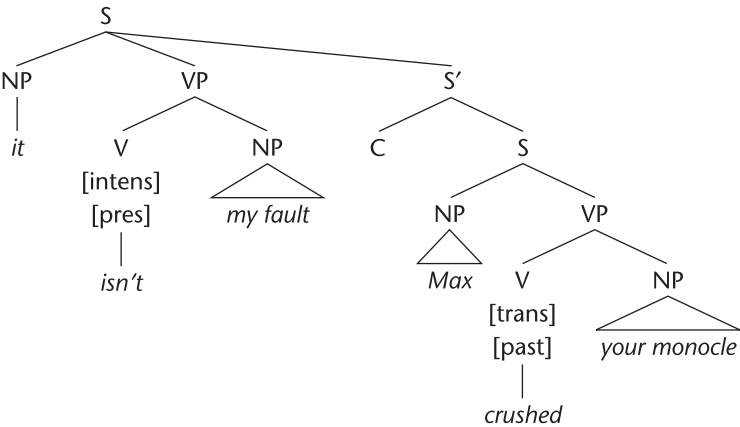 S
NP VP S′
it V NP C S
[intens]
[pres] my fault NP VP
isn't Max V NP
[trans]
[past] your monocle
crushed